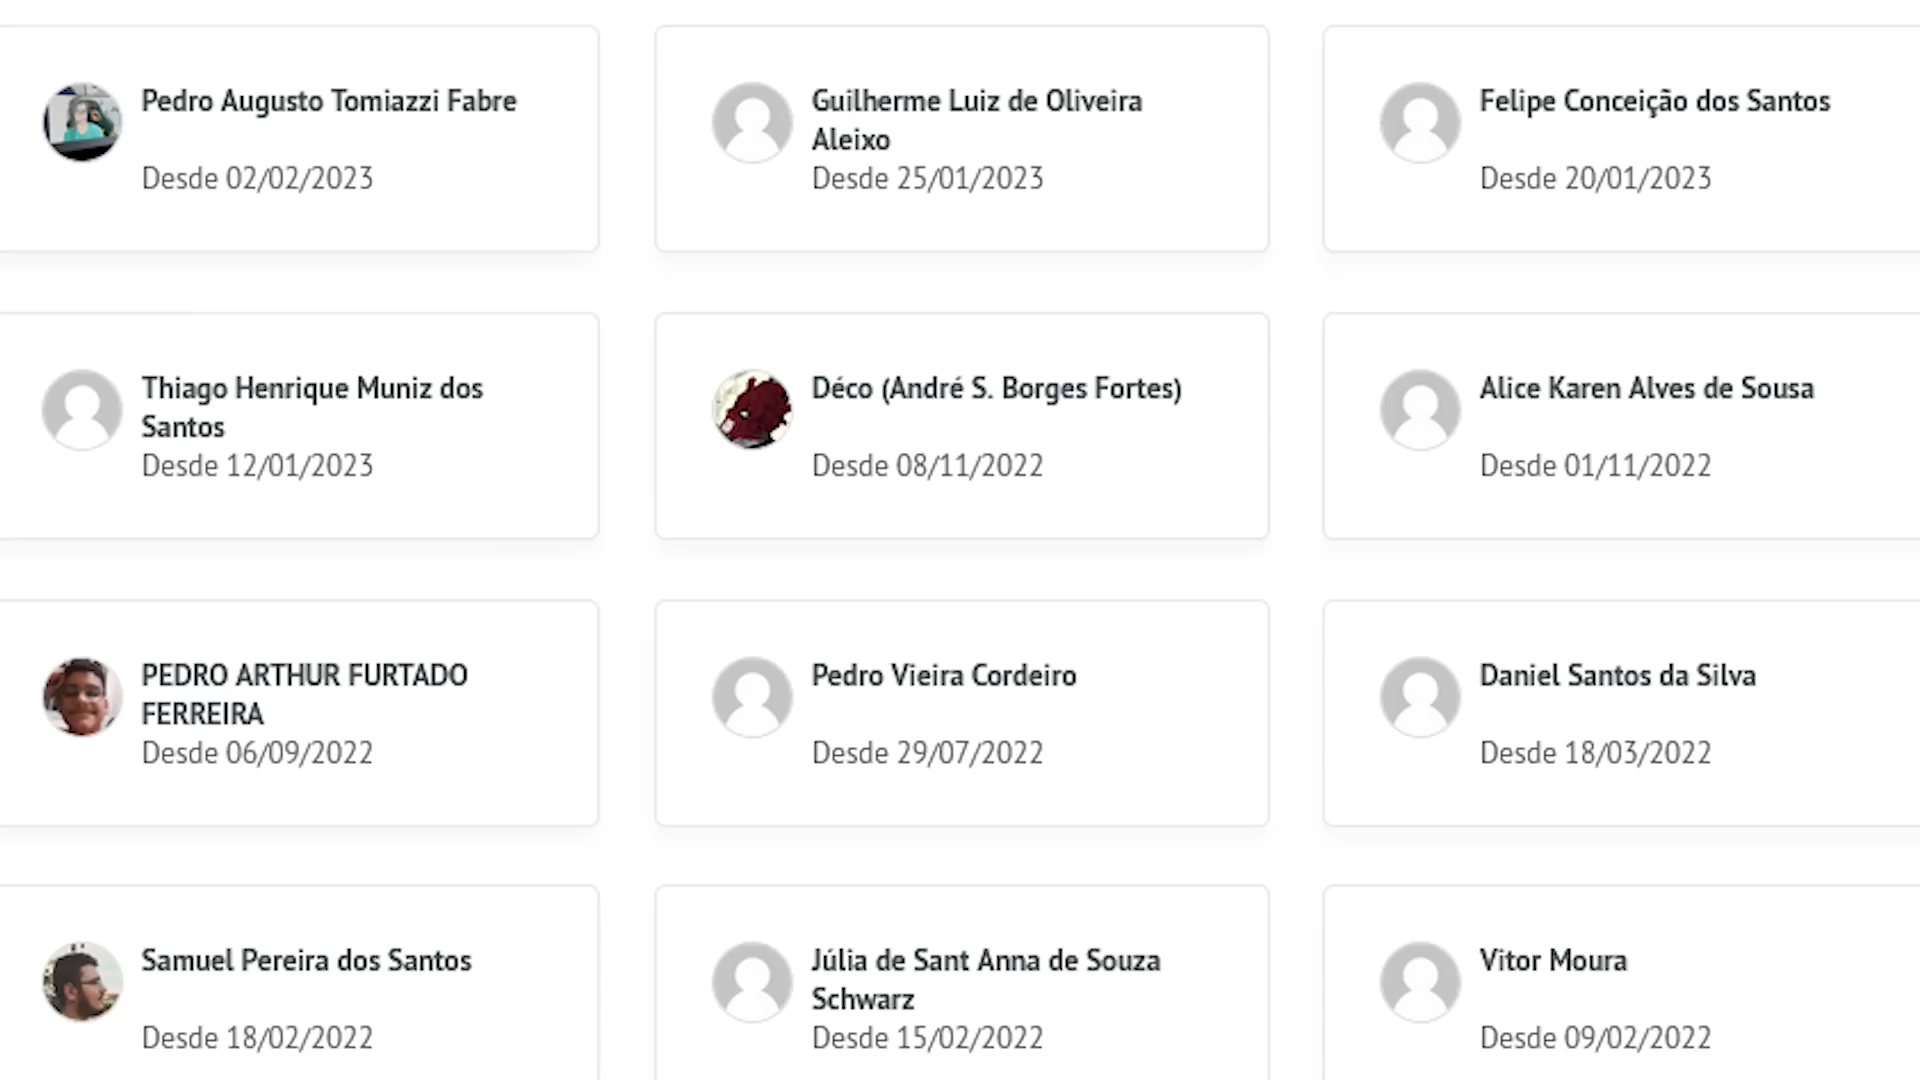 Pedro Augusto Tomiazzi Fabre
Desde 02/02/2023
Guilherme Luiz de Oliveira
Aleixo
Desde 25/01/2023
Felipe Conceição dos Santos
Desde 20/01/2023
Thiago Henrique Muniz dos
Santos
Desde 12/01/2023
Déco (André S. Borges Fortes)
Desde 08/11/2022
Alice Karen Alves de Sousa
Desde 01/11/2022
PEDRO ARTHUR FURTADO
FERREIRA
Desde 06/09/2022
Pedro Vieira Cordeiro
Desde 29/07/2022
Daniel Santos da Silva
Desde 18/03/2022
Samuel Pereira dos Santos
Desde 18/02/2022
Júlia de Sant Anna de Souza
Schwarz
Desde 15/02/2022
Vitor Moura
Desde 09/02/2022